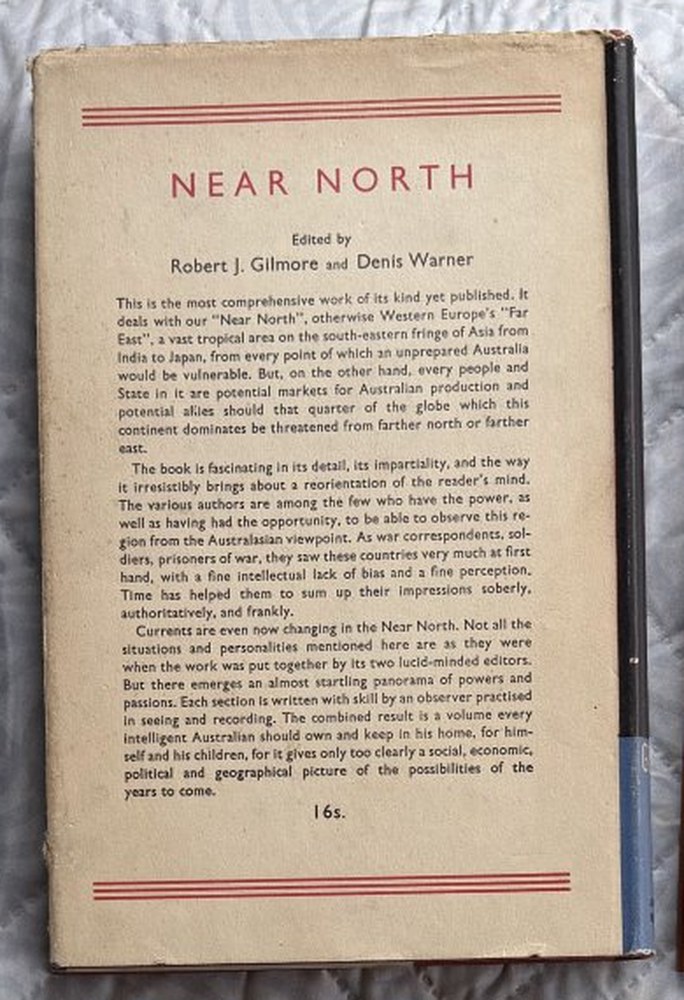 NEAR NORTH
Edited by
Robert J. Gilmore and Denis Warner
This is the most comprehensive work of its kind yet published. It
deals with our "Near North", otherwise Western Europe's "Far
East", a vast tropical area on the south-eastern fringe of Asia from
India to Japan, from every point of which an unprepared Australia
would be vulnerable. But, on the other hand, every people and
State in it are potential markets for Australian production and
potential allies should that quarter of the globe which this
continent dominates be threatened from farther north or farther
east.
The book is fascinating in its detail, its impartiality, and the way
it irresistibly brings about a reorientation of the reader's mind.
The various authors are among the few who have the power, as
well as having had the opportunity, to be able to observe this re-
gion from the Australasian viewpoint. As war correspondents, sol-
diers, prisoners of war, they saw these countries very much at first
hand, with a fine intellectual lack of bias and a fine perception.
Time has helped them to sum up their impressions soberly,
authoritatively, and frankly.
Currents are even now changing in the Near North. Not all the
situations and personalities mentioned here are as they were
when the work was put together by its two lucid-minded editors.
But there emerges an almost startling panorama of powers and
passions. Each section is written with skill by an observer practised
in seeing and recording. The combined result is a volume every
intelligent Australian should own and keep in his home, for him-
self and his children, for it gives only too clearly a social, economic,
political and geographical picture of the possibilities of the
years to come.
16s.